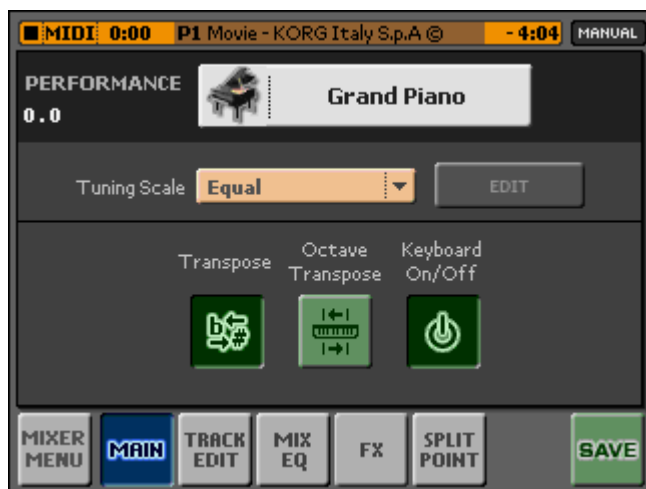 MIDI 0:00 P1 Movie - KORG Italy S.p.A © - 4:04 MANUAL
PERFORMANCE
0.0
Grand Piano
Tuning Scale Equal EDIT
Transpose
Octave
Transpose
Keyboard
On/Off
b #
MIXER
MENU
MAIN
TRACK
EDIT
MIX
EQ
FX
SPLIT
POINT
SAVE